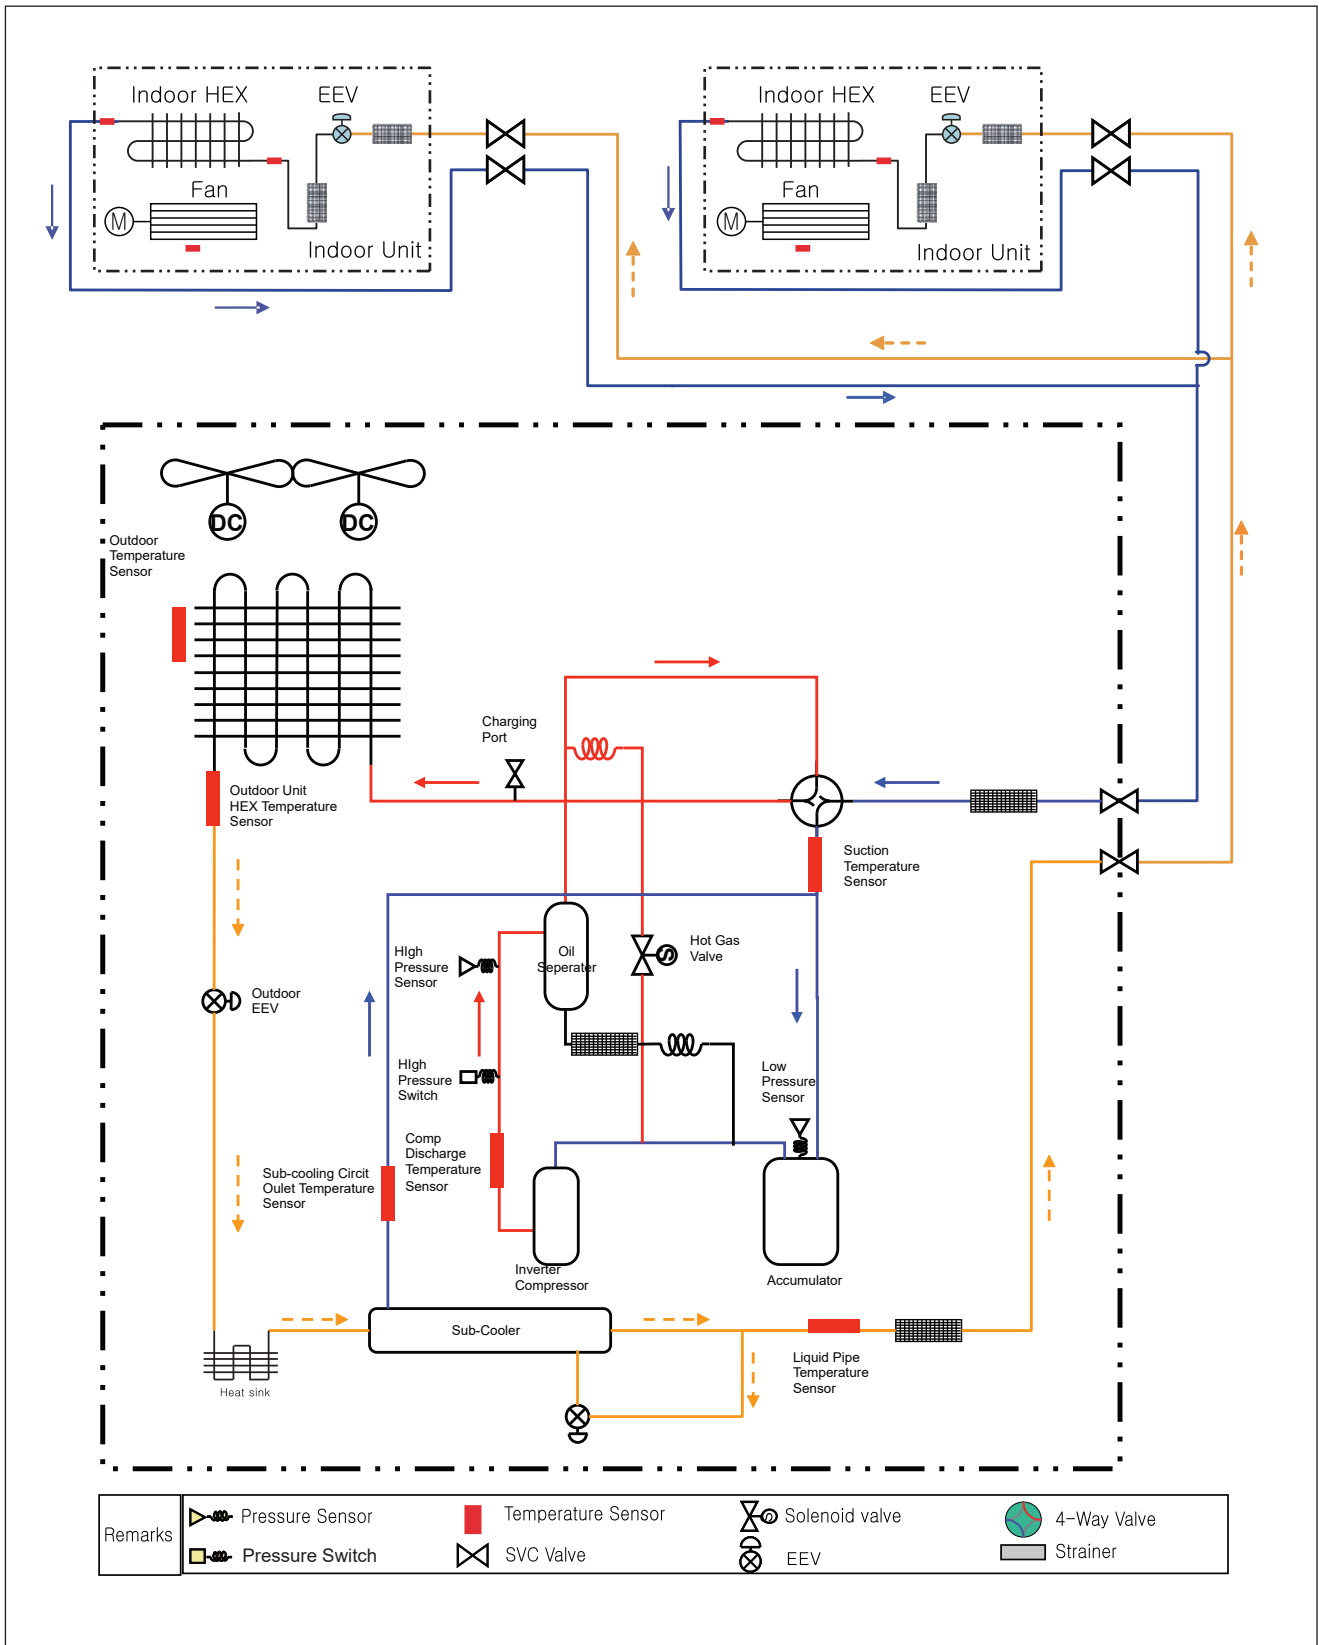 Indoor HEX
EEV
Fan
M
Indoor Unit
Indoor HEX
EEV
Fan
M
Indoor Unit
DC
DC
Outdoor
Temperature
Sensor
Charging
Port
Outdoor Unit
HEX Temperature
Sensor
Suction
Temperature
Sensor
HIgh
Pressure
Sensor
Oil
Seperater
Hot Gas
Valve
S
Outdoor
EEV
HIgh
Pressure
Switch
Low
Pressure
Sensor
Comp
Discharge
Temperature
Sensor
Sub-cooling Circit
Oulet Temperature
Sensor
Inverter
Compressor
Accumulator
Sub-Cooler
Liquid Pipe
Temperature
Sensor
Heat sink
Remarks
Pressure Sensor
Temperature Sensor
S
Solenoid valve
4-Way Valve
Pressure Switch
SVC Valve
EEV
Strainer